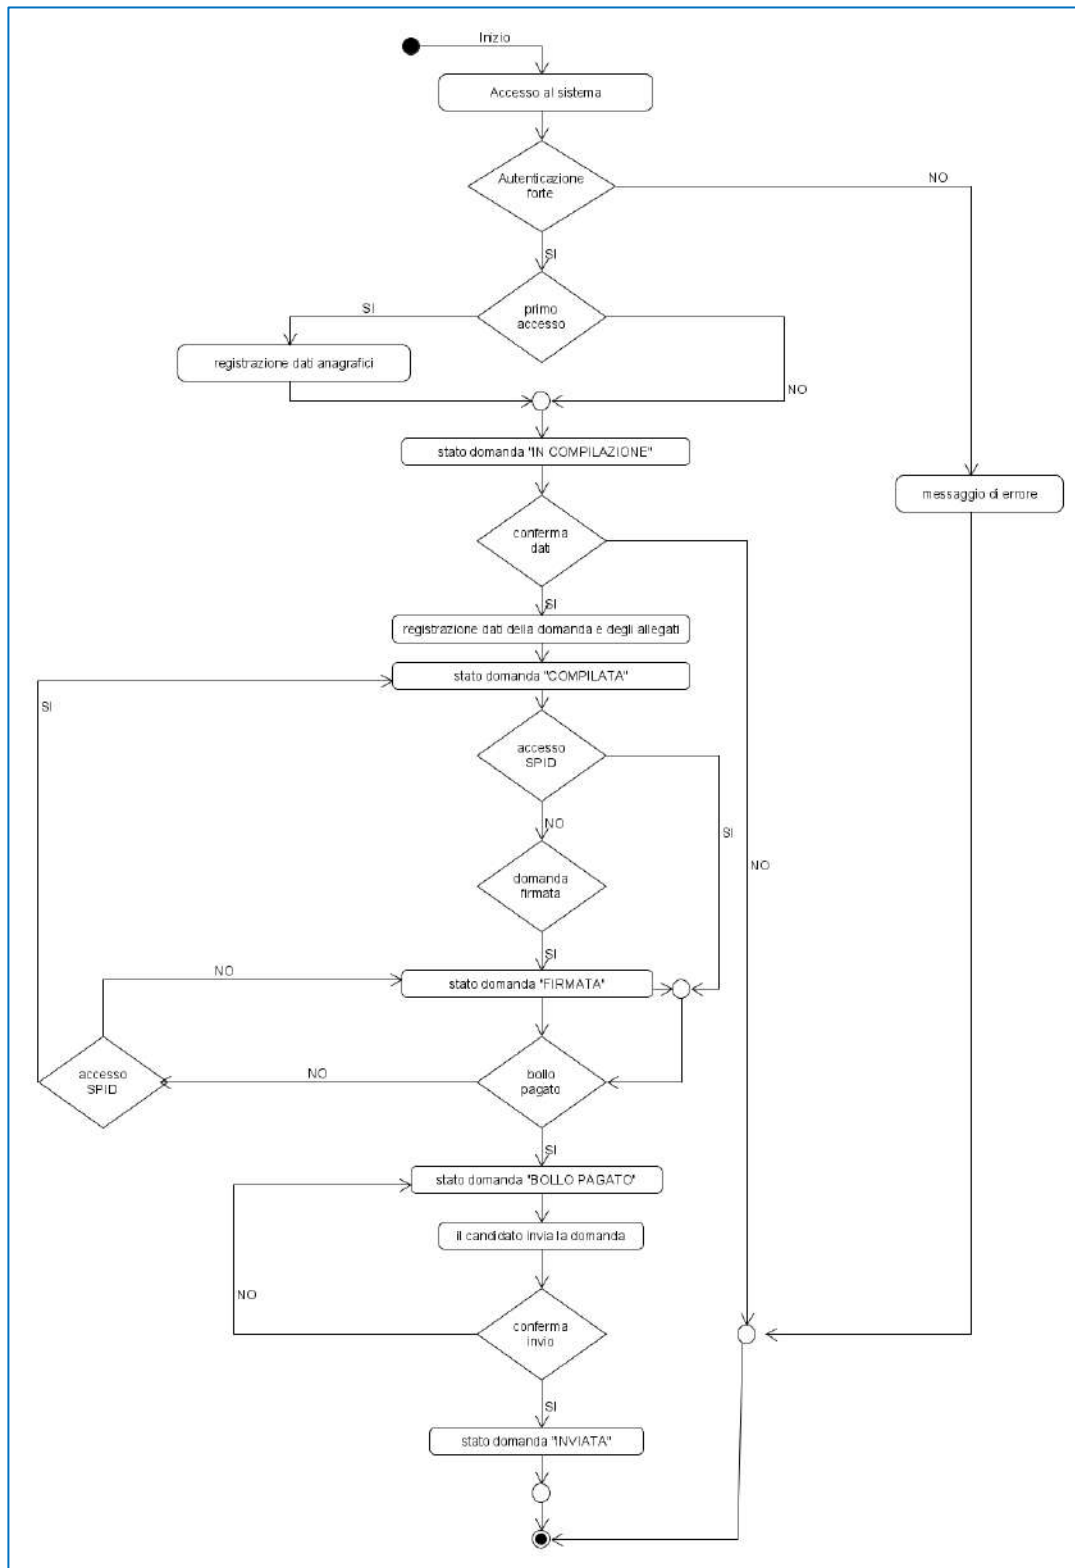 Inizio
Accesso al sistema
Autenticazione
forte
NO
SI
primo
accesso
SI
registrazione dati anagrafici
NO
stato domanda "IN COMPILAZIONE"
messaggio di errore
conferma
dati
SI
registrazione dati della domanda e degli allegati
stato domanda "COMPILATA"
SI
accesso
SPID
NO
SI
NO
domanda
firmata
SI
NO
stato domanda "FIRMATA"
accesso
SPID
NO
bollo
pagato
SI
stato domanda "BOLLO PAGATO"
il candidato invia la domanda
NO
conferma
invio
SI
stato domanda "INVIATA"